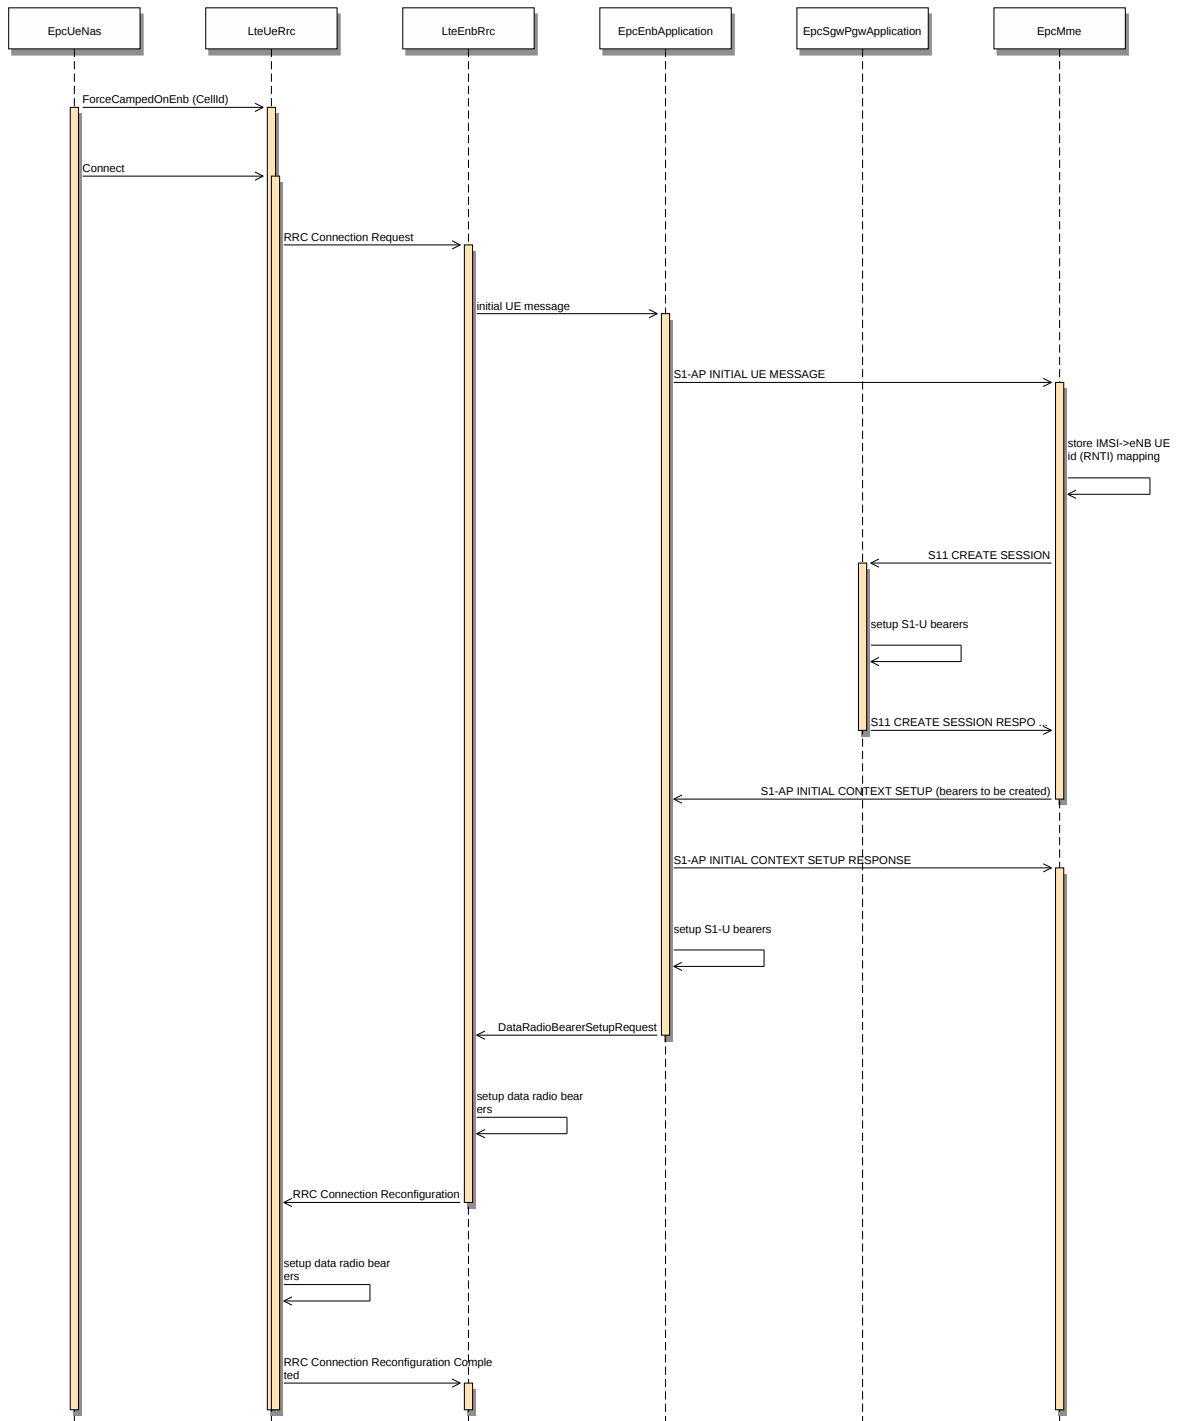 EpcUeNas
LteUeRrc
LteEnbRrc
EpcEnbApplication
EpcSgwPgwApplication
EpcMme
ForceCampedOnEnb (CellId)
Connect
RRC Connection Request
initial UE message
S1-AP INITIAL UE MESSAGE
store IMSI->eNB UE
id (RNTI) mapping
S11 CREATE SESSION
setup S1-U bearers
S11 CREATE SESSION RESPO ...
S1-AP INITIAL CONTEXT SETUP (bearers to be created)
S1-AP INITIAL CONTEXT SETUP RESPONSE
setup S1-U bearers
DataRadioBearerSetupRequest
setup data radio bear
ers
RRC Connection Reconfiguration
setup data radio bear
ers
RRC Connection Reconfiguration Comple
ted